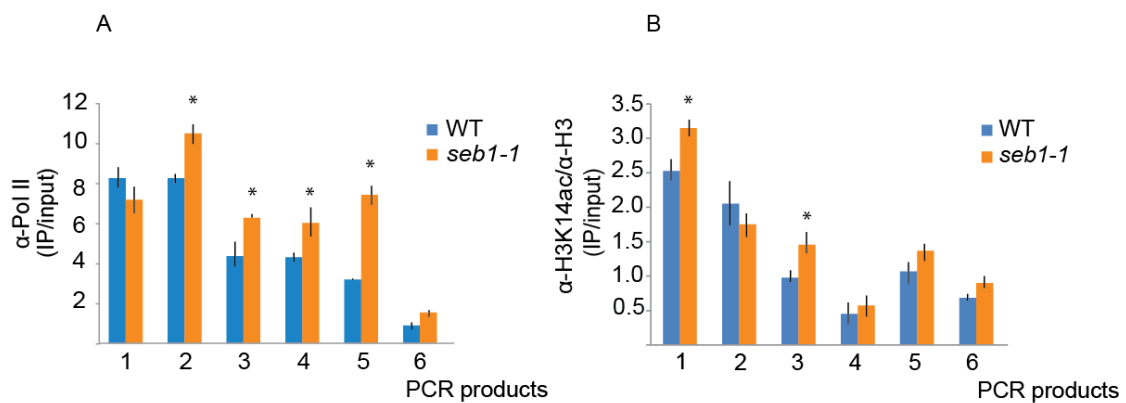 A
α-Pol II
(IP/input)
12
10
8
6
4
2
*
*
*
*
WT
seb1-1
1 2 3 4 5 6
PCR products
B
α-H3K14ac/α-H3
(IP/input)
3.5
3.0
2.5
2.0
1.5
1.0
0.5
*
*
WT
seb1-1
1 2 3 4 5 6
PCR products